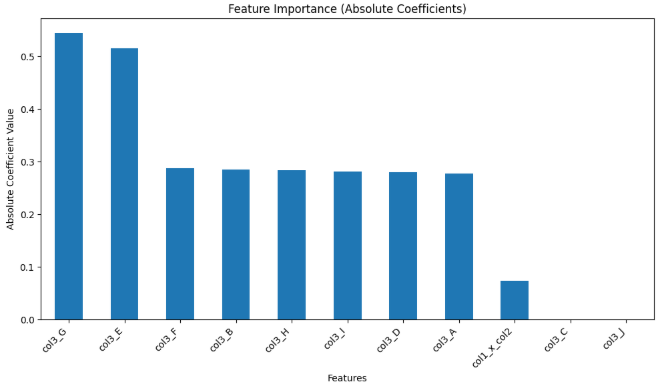 Feature Importance (Absolute Coefficients)
Absolute Coefficient Value
0.5
0.4
0.3
0.2
0.1
0.0
col3_G
col3_E
col3_F
col3_B
col3_H
col3_I
col3_D
col3_A
col1_x_col2
col3_C
col3_J
Features